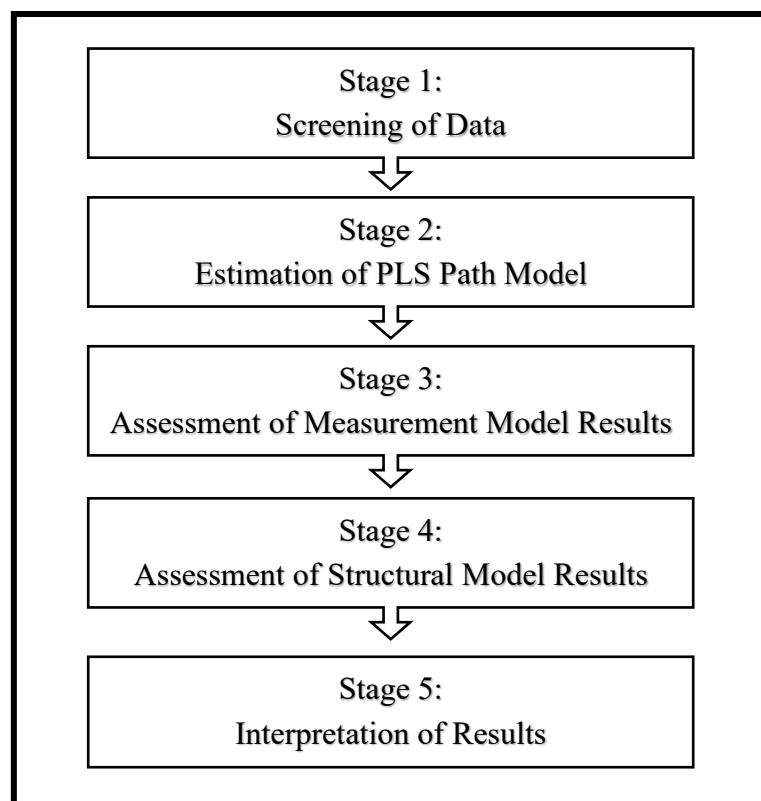 Stage 1:
Screening of Data
Stage 2:
Estimation of PLS Path Model
Stage 3:
Assessment of Measurement Model Results
Stage 4:
Assessment of Structural Model Results
Stage 5:
Interpretation of Results